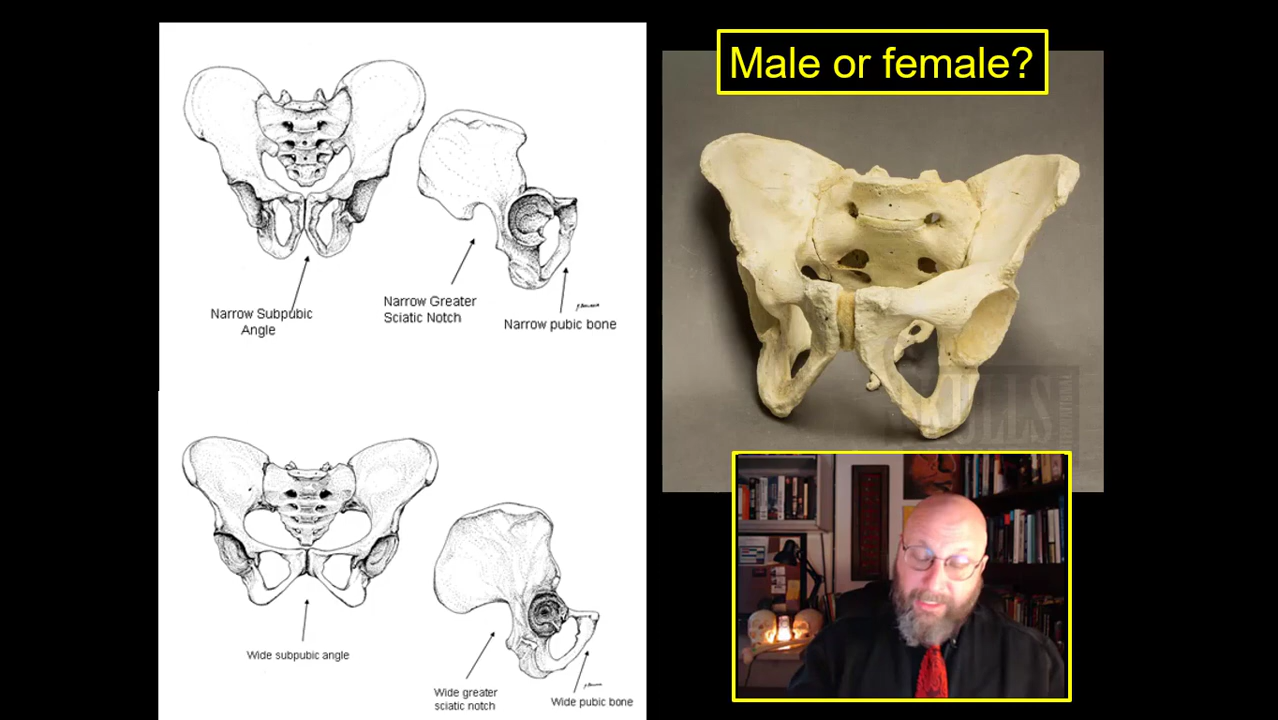 Male or female?
Narrow Subpubic
Angle
Narrow Greater
Sciatic Notch
Narrow pubic bone
SKULLS
Wide subpubic angle
Wide greater
sciatic notch
Wide pubic bone